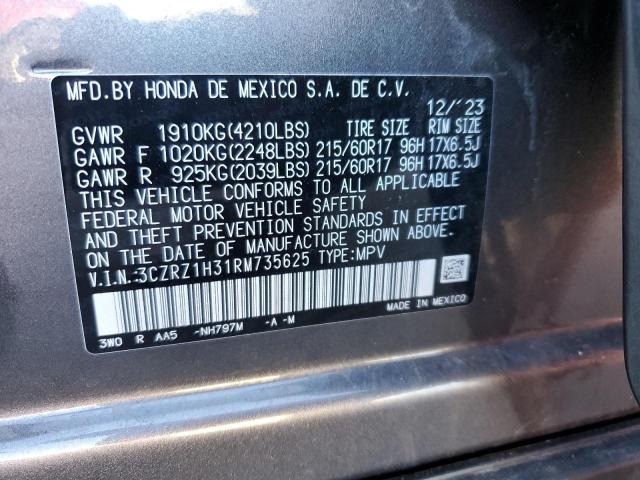 MFD.BY HONDA DE MEXICO S.A. DE C.V.
12/'23
GVWR 1910KG(4210LBS) TIRE SIZE RIM SIZE
GAWR F 1020KG(2248LBS) 215/60R17 96H 17X6.5J
GAWR R 925KG(2039LBS) 215/60R17 96H 17X6.5J
THIS VEHICLE CONFORMS TO ALL APPLICABLE
FEDERAL MOTOR VEHICLE SAFETY
AND THEFT PREVENTION STANDARDS IN EFFECT
ON THE DATE OF MANUFACTURE SHOWN ABOVE.
V.I.N.:3CZRZ1H31RM735625 TYPE:MPV
3W0 R AA5 -NH797M -A -M
MADE IN MEXICO